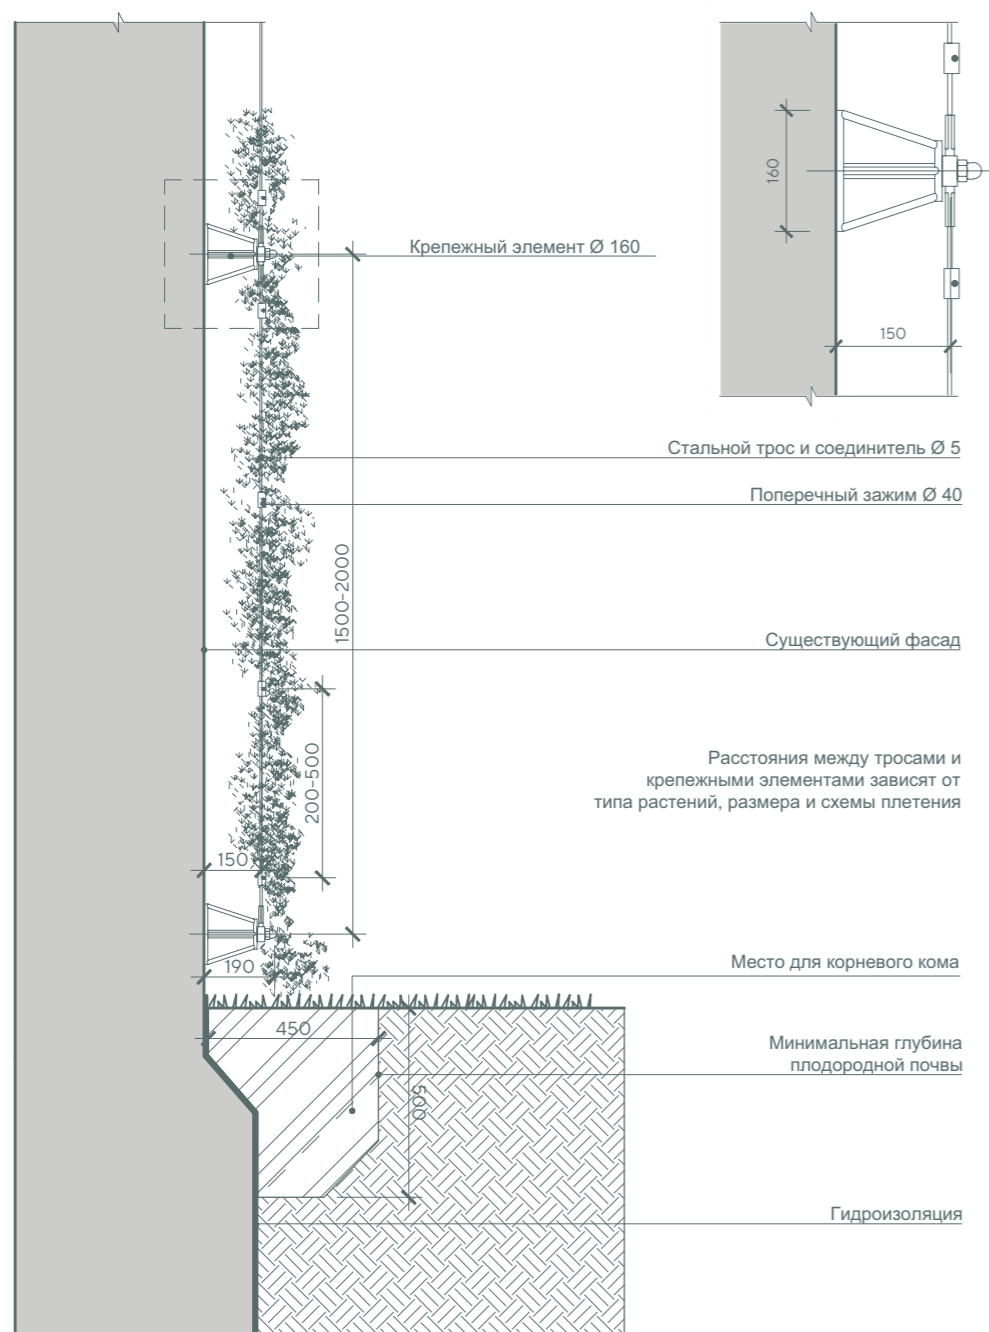 160
Крепежный элемент Ø 160
150
Стальной трос и соединитель Ø 5
Поперечный зажим Ø 40
1500-2000
Существующий фасад
Расстояния между тросами и
крепежными элементами зависят от
типа растений, размера и схемы плетения
200-500
150
190
Место для корневого кома
450
Минимальная глубина
плодородной почвы
500
Гидроизоляция